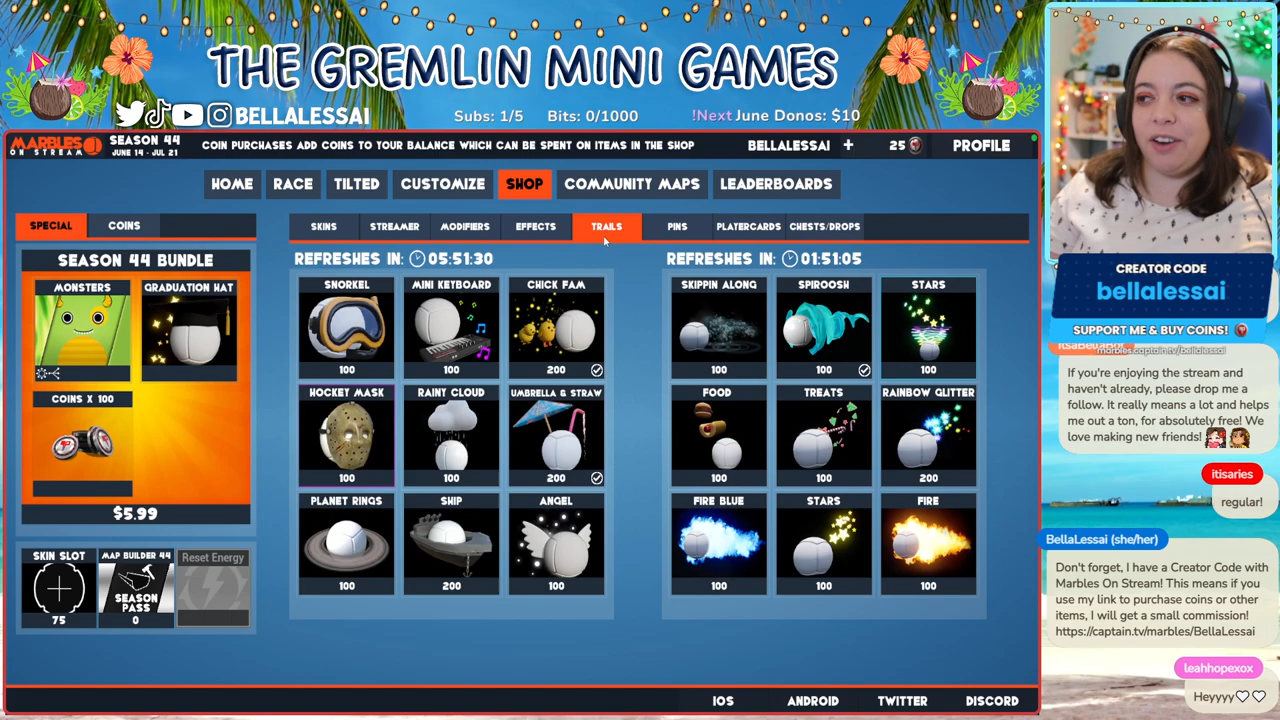 THE GREMLIN MINI GAMES
BELLALESSAI
Subs: 1/5 Bits: 0/1000 !Next June Donos: $10
MARBLES ON STREAM
SEASON 44
JUNE 14 - JUL 21
COIN PURCHASES ADD COINS TO YOUR BALANCE WHICH CAN BE SPENT ON ITEMS IN THE SHOP
BELLALESSAI + 25 PROFILE
HOME RACE TILTED CUSTOMIZE SHOP COMMUNITY MAPS LEADERBOARDS
SPECIAL COINS
SKINS STREAMER MODIFIERS EFFECTS TRAILS PINS PLAYERCARDS CHESTS/DROPS
SEASON 44 BUNDLE
MONSTERS GRADUATION HAT
COINS X 100
$5.99
SKIN SLOT
75
MAP BUILDER 44
SEASON
PASS
0
Reset Energy
REFRESHES IN: 05:51:30
SNORKEL MINI KEYBOARD CHICK FAM
100 100 200
HOCKEY MASK RAINY CLOUD UMBRELLA & STRAW
100 100 200
PLANET RINGS SHIP ANGEL
100 200 100
REFRESHES IN: 01:51:05
SKIPPIN ALONG SPIROOSH STARS
100 100 100
FOOD TREATS RAINBOW GLITTER
100 100 200
FIRE BLUE STARS FIRE
100 100 100
IOS ANDROID TWITTER DISCORD
CREATOR CODE
bellalessai
SUPPORT ME & BUY COINS!
marbles.captain.tv/bellalessai
If you're enjoying the stream and
haven't already, please drop me a
follow. It really means a lot and helps
me out a ton, for absolutely free! We
love making new friends!
itisaries
regular!
BellaLessai (she/her)
Don't forget, I have a Creator Code with
Marbles On Stream! This means if you
use my link to purchase coins or other
items, I will get a small commission!
https://captain.tv/marbles/BellaLessai
leahhopexox
Heyyyy♡♡